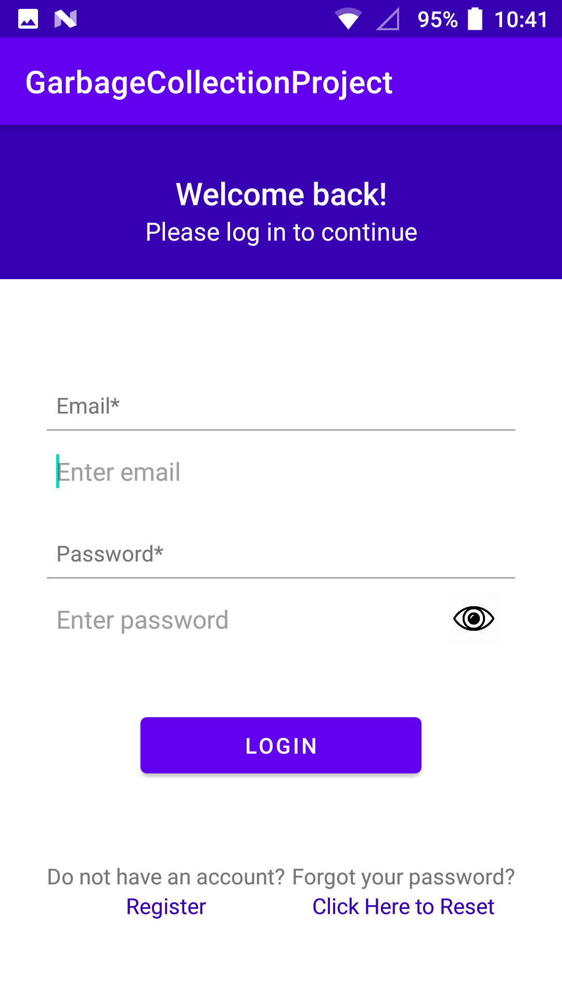 95% 10:41
GarbageCollectionProject
Welcome back!
Please log in to continue
Email*
Enter email
Password*
Enter password
LOGIN
Do not have an account? Forgot your password?
Register Click Here to Reset